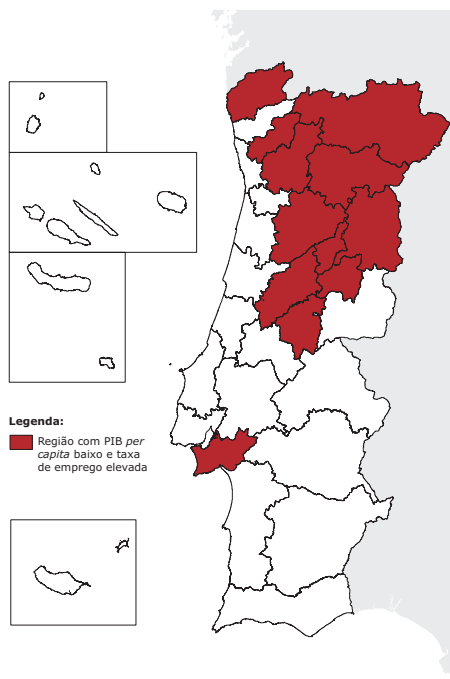 Legenda:
Região com PIB per
capita baixo e taxa
de emprego elevada